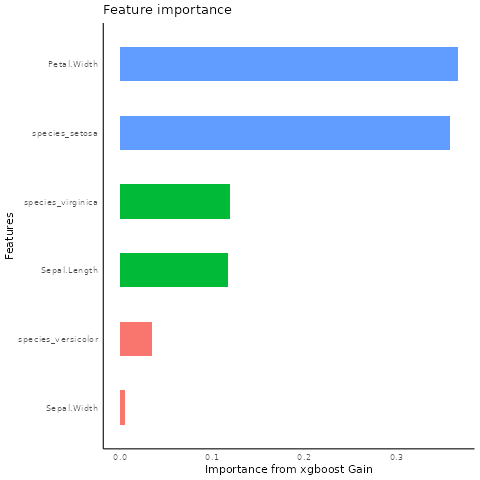 Feature importance
Features
Petal.Width
species_setosa
species_virginica
Sepal.Length
species_versicolor
Sepal.Width
0.0 0.1 0.2 0.3
Importance from xgboost Gain